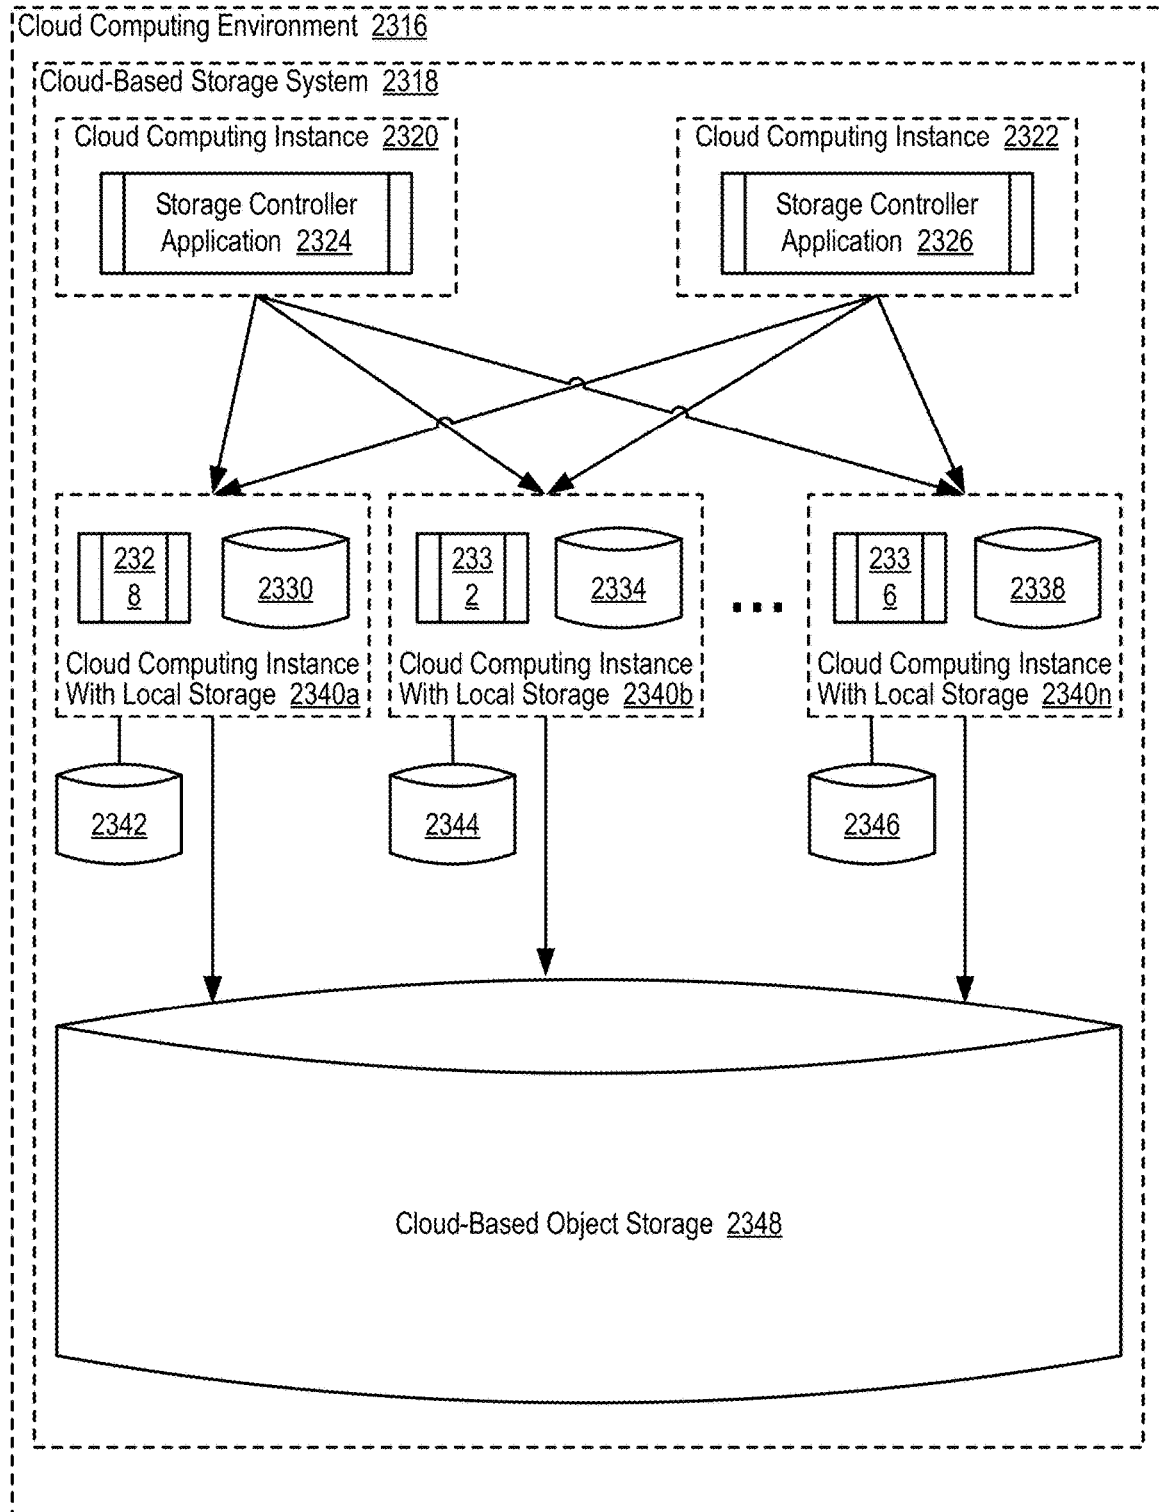 Cloud Computing Environment 2316
Cloud-Based Storage System 2318
Cloud Computing Instance 2320
Storage Controller
Application 2324
Cloud Computing Instance 2322
Storage Controller
Application 2326
232
8
2330
Cloud Computing Instance
With Local Storage 2340a
233
2
2334
Cloud Computing Instance
With Local Storage 2340b
...
233
6
2338
Cloud Computing Instance
With Local Storage 2340n
2342
2344
2346
Cloud-Based Object Storage 2348